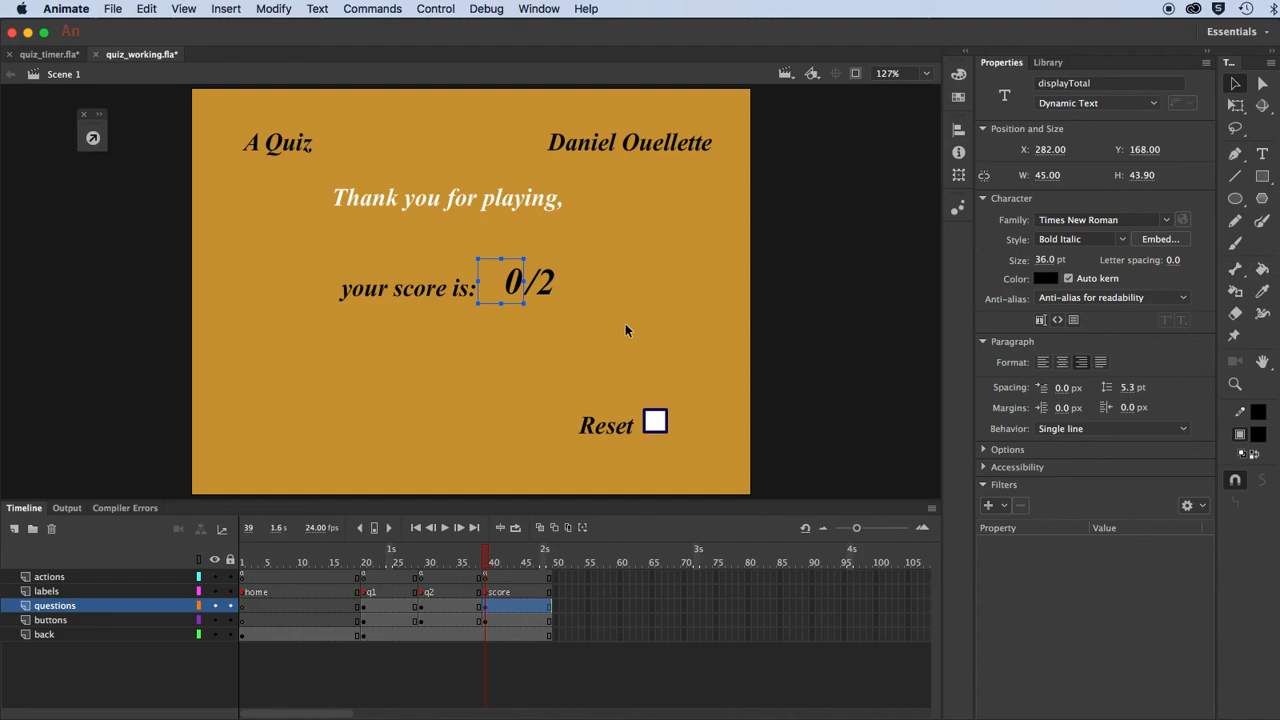 Animate File Edit View Insert Modify Text Commands Control Debug Window Help
An Essentials
quiz_timer.fla* quiz_working.fla*
Scene 1 127%
A Quiz Daniel Ouellette
Thank you for playing,
your score is: 0/2
Reset
Properties Library
T...
displayTotal
Dynamic Text
Position and Size
X: 282.00 Y: 168.00
W: 45.00 H: 43.90
Character
Family: Times New Roman
Style: Bold Italic Embed...
Size: 36.0 pt Letter spacing: 0.0
Color: Auto kern
Anti-alias: Anti-alias for readability
Paragraph
Format:
Spacing: 0.0 px 5.3 pt
Margins: 0.0 px 0.0 px
Behavior: Single line
Options
Accessibility
Filters
Property Value
Timeline Output Compiler Errors
39 1.6 s 24.00 fps
1s 2s 3s 4s
1 5 10 15 20 25 30 35 40 45 50 55 60 65 70 75 80 85 90 95 100 105
actions
labels home q1 q2 score
questions
buttons
back